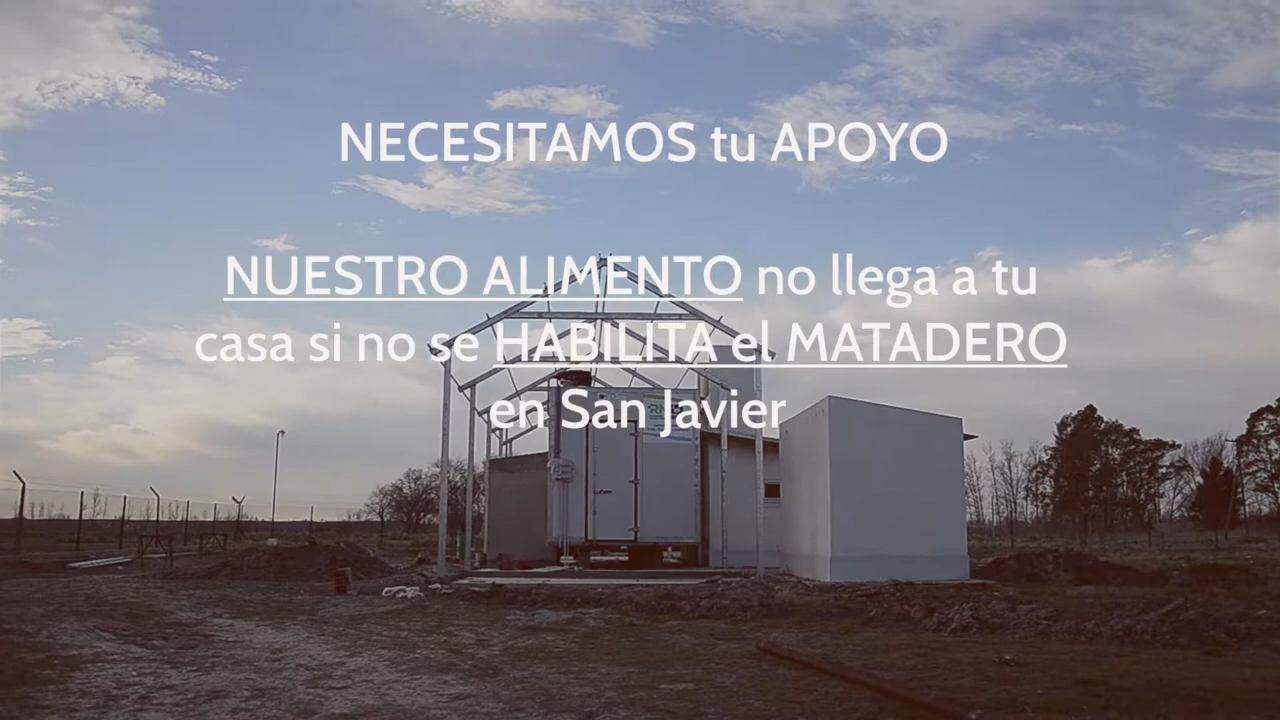 NECESITAMOS tu APOYO
NUESTRO ALIMENTO no llega a tu
casa si no se HABILITA el MATADERO
en San Javier